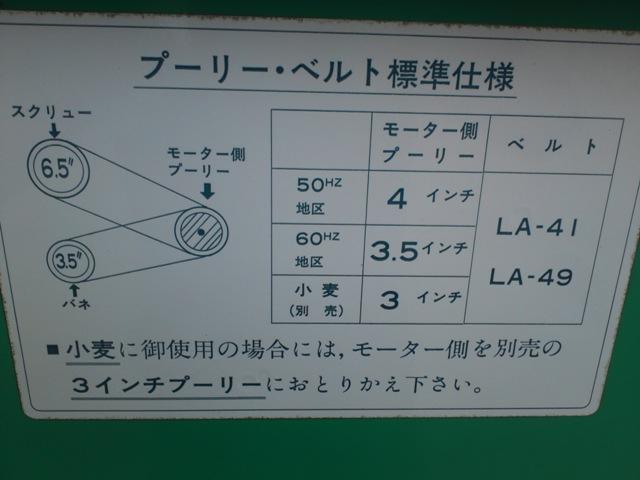 プーリー・ベルト標準仕様
スクリュー
6.5"
モーター側
プーリー
3.5"
バネ
モーター側
プーリー
ベルト
50HZ
地区
4 インチ
60HZ
地区
3.5インチ
小麦
(別売)
3 インチ
LA-41
LA-49
■小麦に御使用の場合には,モーター側を別売の
3インチプーリーにおとりかえ下さい。